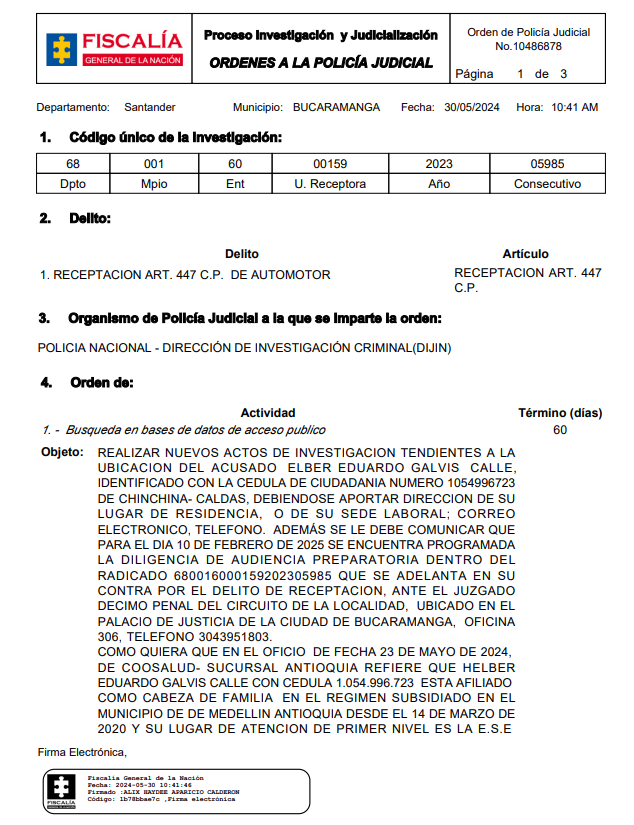 FISCALÍA
GENERAL DE LA NACIÓN
Proceso Investigación y Judicialización
ORDENES A LA POLICÍA JUDICIAL
Orden de Policía Judicial
No.10486878
Página 1 de 3
Departamento: Santander Municipio: BUCARAMANGA Fecha: 30/05/2024 Hora: 10:41 AM
1. Código único de la Investigación:
68 001 60 00159 2023 05985
Dpto Mpio Ent U. Receptora Año Consecutivo
2. Delito:
Delito Artículo
1. RECEPTACION ART. 447 C.P. DE AUTOMOTOR RECEPTACION ART. 447
C.P.
3. Organismo de Policía Judicial a la que se imparte la orden:
POLICIA NACIONAL - DIRECCIÓN DE INVESTIGACIÓN CRIMINAL(DIJIN)
4. Orden de:
Actividad Término (días)
1. - Busqueda en bases de datos de acceso publico 60
Objeto: REALIZAR NUEVOS ACTOS DE INVESTIGACION TENDIENTES A LA
UBICACION DEL ACUSADO ELBER EDUARDO GALVIS CALLE,
IDENTIFICADO CON LA CEDULA DE CIUDADANIA NUMERO 1054996723
DE CHINCHINA- CALDAS, DEBIENDOSE APORTAR DIRECCION DE SU
LUGAR DE RESIDENCIA, O DE SU SEDE LABORAL; CORREO
ELECTRONICO, TELEFONO. ADEMÁS SE LE DEBE COMUNICAR QUE
PARA EL DIA 10 DE FEBRERO DE 2025 SE ENCUENTRA PROGRAMADA
LA DILIGENCIA DE AUDIENCIA PREPARATORIA DENTRO DEL
RADICADO 680016000159202305985 QUE SE ADELANTA EN SU
CONTRA POR EL DELITO DE RECEPTACION, ANTE EL JUZGADO
DECIMO PENAL DEL CIRCUITO DE LA LOCALIDAD, UBICADO EN EL
PALACIO DE JUSTICIA DE LA CIUDAD DE BUCARAMANGA, OFICINA
306, TELEFONO 3043951803.
COMO QUIERA QUE EN EL OFICIO DE FECHA 23 DE MAYO DE 2024,
DE COOSALUD- SUCURSAL ANTIOQUIA REFIERE QUE HELBER
EDUARDO GALVIS CALLE CON CEDULA 1.054.996.723 ESTA AFILIADO
COMO CABEZA DE FAMILIA EN EL REGIMEN SUBSIDIADO EN EL
MUNICIPIO DE DE MEDELLIN ANTIOQUIA DESDE EL 14 DE MARZO DE
2020 Y SU LUGAR DE ATENCION DE PRIMER NIVEL ES LA E.S.E
Firma Electrónica,
FISCALÍA
Fiscalia General de la Nación
Fecha: 2024-05-30 10:41:46
Firmado :ALIX HAYDEE APARICIO CALDERON
Código: 1b78bbae7c ,Firma electrónica